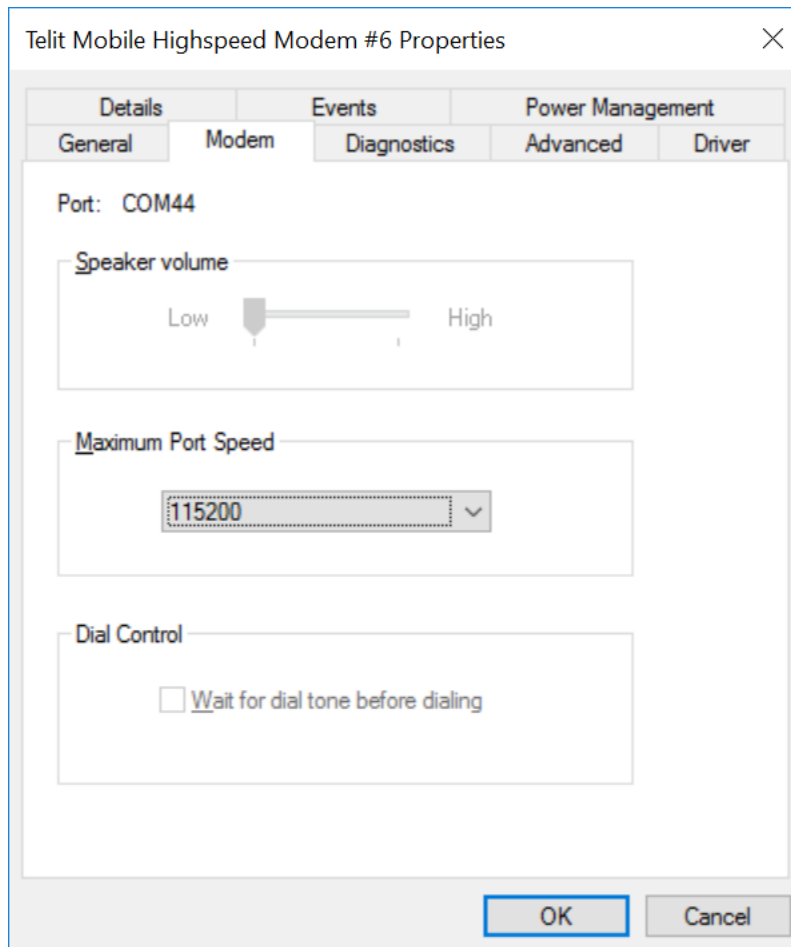 Telit Mobile Highspeed Modem #6 Properties
Details Events Power Management
General Modem Diagnostics Advanced Driver
Port: COM44
Speaker volume
Low High
Maximum Port Speed
115200
Dial Control
Wait for dial tone before dialing
OK Cancel